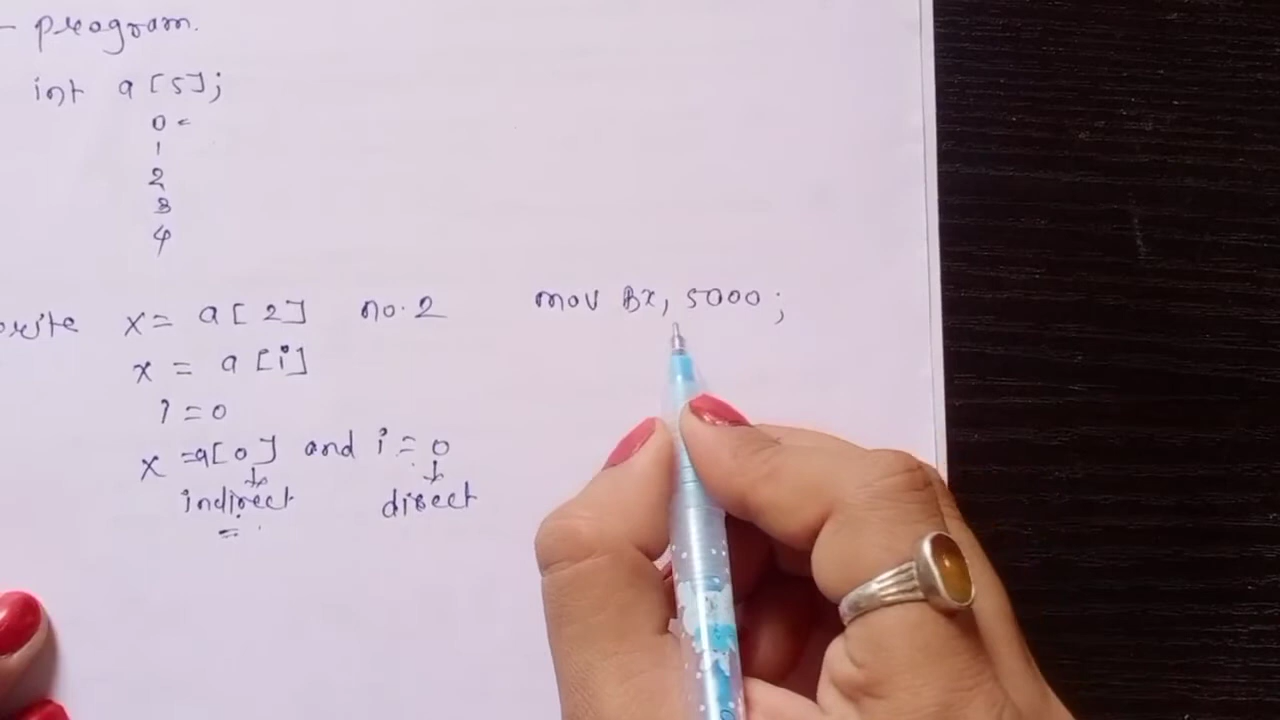 - program.
int a[5];
0 =
1
2
3
4
x = a[2] no. 2
x = a[i]
i = 0
x = a[0] and i = 0
indirect direct
mov Bx, 5000;